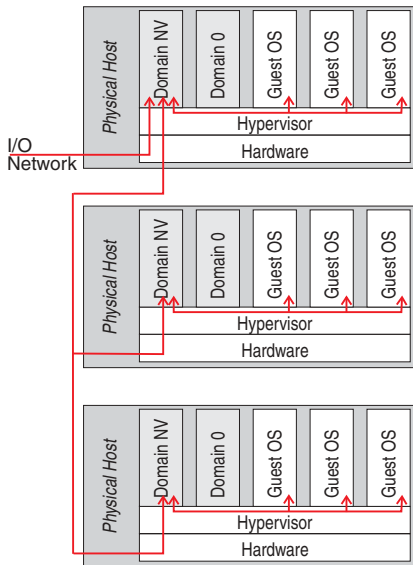 Physical Host
Domain NV
Domain 0
Guest OS
Guest OS
Guest OS
Hypervisor
Hardware
I/O
Network
Physical Host
Domain NV
Domain 0
Guest OS
Guest OS
Guest OS
Hypervisor
Hardware
Physical Host
Domain NV
Domain 0
Guest OS
Guest OS
Guest OS
Hypervisor
Hardware